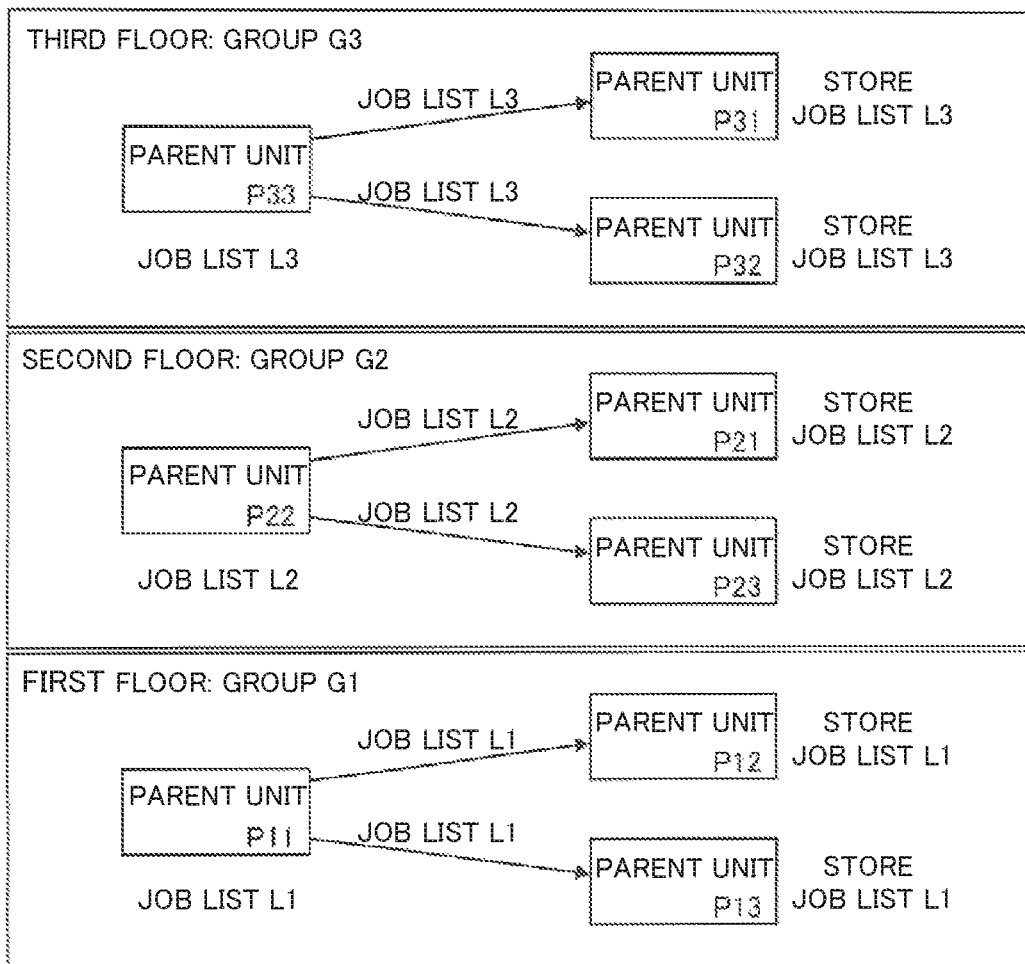 THIRD FLOOR: GROUP G3
JOB LIST L3
PARENT UNIT
P31
STORE
JOB LIST L3
PARENT UNIT
P33
JOB LIST L3
JOB LIST L3
PARENT UNIT
P32
STORE
JOB LIST L3
SECOND FLOOR: GROUP G2
JOB LIST L2
PARENT UNIT
P21
STORE
JOB LIST L2
PARENT UNIT
P22
JOB LIST L2
JOB LIST L2
PARENT UNIT
P23
STORE
JOB LIST L2
FIRST FLOOR: GROUP G1
JOB LIST L1
PARENT UNIT
P12
STORE
JOB LIST L1
PARENT UNIT
P11
JOB LIST L1
JOB LIST L1
PARENT UNIT
P13
STORE
JOB LIST L1